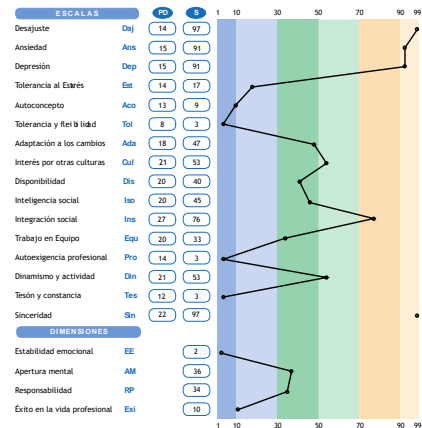 ESCALAS PD S 1 10 30 50 70 90 99
Desajuste Daj 14 97
Ansiedad Ans 15 91
Depresión Dep 15 91
Tolerancia al Estrés Est 14 17
Autoconcepto Aco 13 9
Tolerancia y flexibilidad Tol 8 3
Adaptación a los cambios Ada 18 47
Interés por otras culturas Cul 21 53
Disponibilidad Dis 20 40
Inteligencia social Iso 20 45
Integración social Ins 27 76
Trabajo en Equipo Equ 20 33
Autoexigencia profesional Pro 14 3
Dinamismo y actividad Din 21 53
Tesón y constancia Tes 12 3
Sinceridad Sin 22 97
DIMENSIONES
Estabilidad emocional EE 2
Apertura mental AM 36
Responsabilidad RP 34
Éxito en la vida profesional Exi 10
1 10 30 50 70 90 99